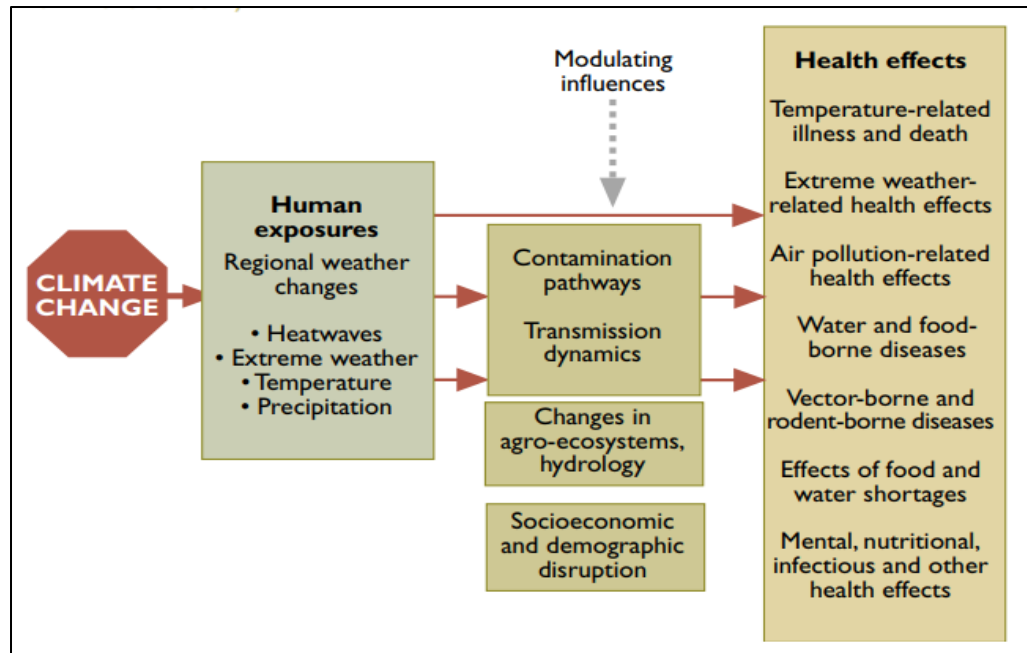 CLIMATE
CHANGE
Human
exposures
Regional weather
changes
• Heatwaves
• Extreme weather
• Temperature
• Precipitation
Modulating
influences
Contamination
pathways
Transmission
dynamics
Changes in
agro-ecosystems,
hydrology
Socioeconomic
and demographic
disruption
Health effects
Temperature-related
illness and death
Extreme weather-
related health effects
Air pollution-related
health effects
Water and food-
borne diseases
Vector-borne and
rodent-borne diseases
Effects of food and
water shortages
Mental, nutritional,
infectious and other
health effects